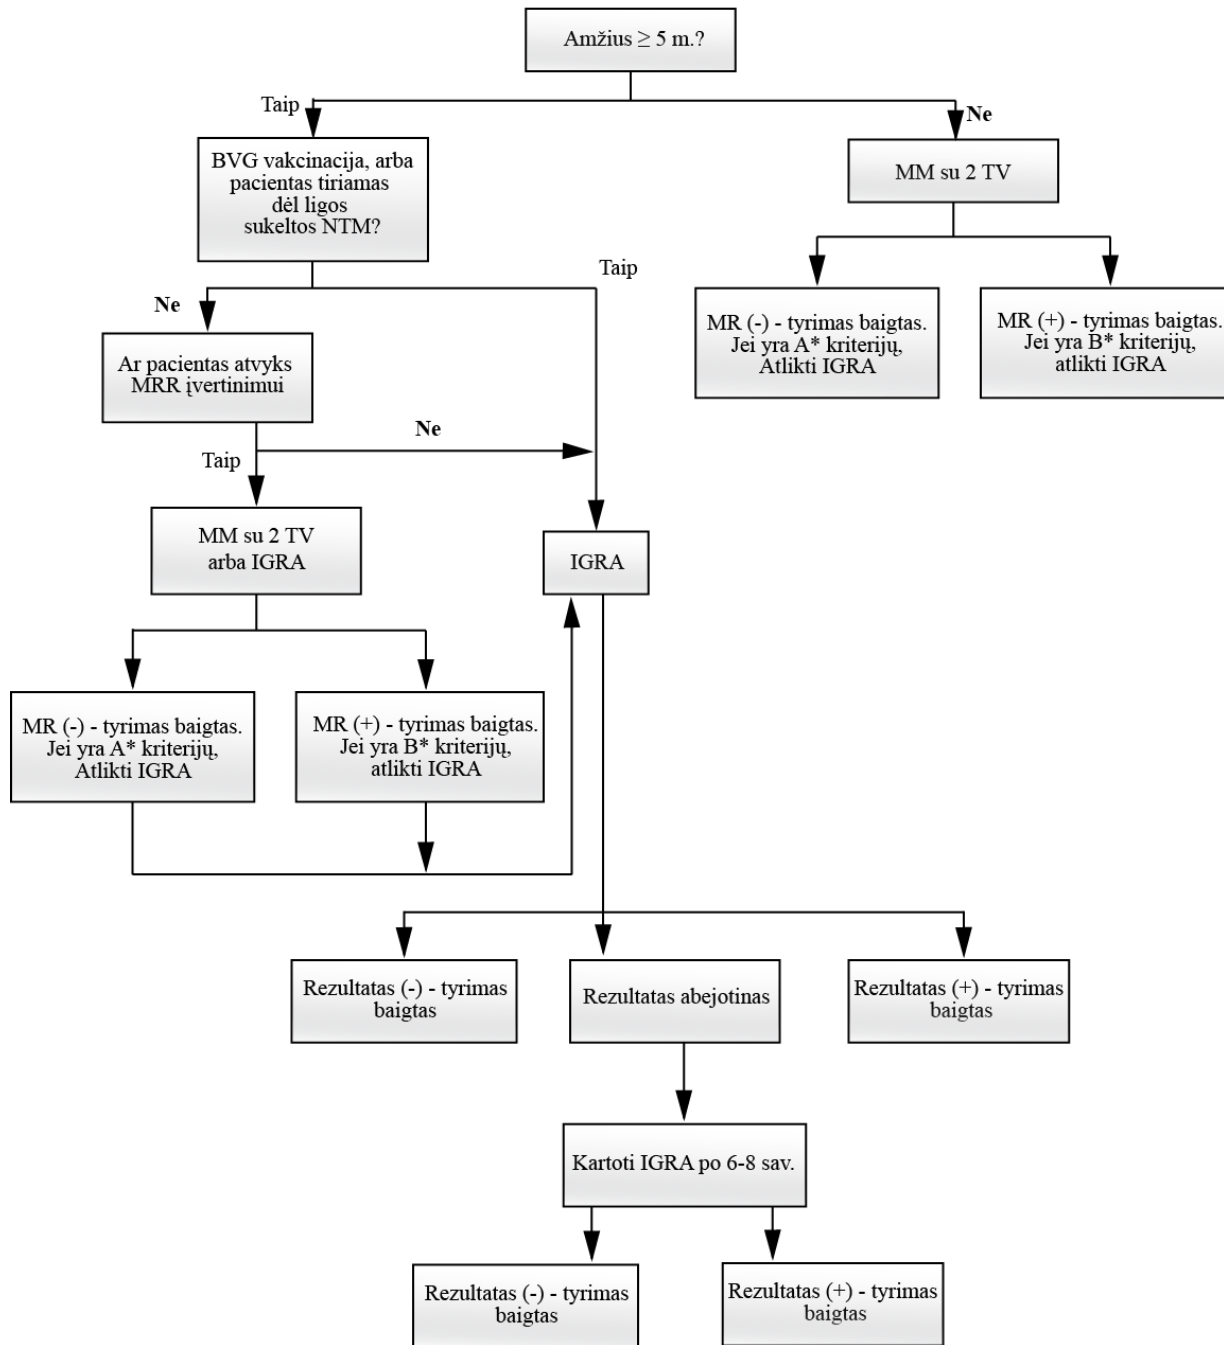 Amžius ≥ 5 m.?
Taip
Ne
BVG vakcinacija, arba
pacientas tiriamas
dėl ligos
sukeltos NTM?
MM su 2 TV
Taip
Ne
MR (-) - tyrimas baigtas.
Jei yra A* kriterijų,
Atlikti IGRA
MR (+) - tyrimas baigtas.
Jei yra B* kriterijų,
atlikti IGRA
Ar pacientas atvyks
MRR įvertinimui
Ne
Taip
MM su 2 TV
arba IGRA
IGRA
MR (-) - tyrimas baigtas.
Jei yra A* kriterijų,
Atlikti IGRA
MR (+) - tyrimas baigtas.
Jei yra B* kriterijų,
atlikti IGRA
Rezultatas (-) - tyrimas
baigtas
Rezultatas abejotinas
Rezultatas (+) - tyrimas
baigtas
Kartoti IGRA po 6-8 sav.
Rezultatas (-) - tyrimas
baigtas
Rezultatas (+) - tyrimas
baigtas